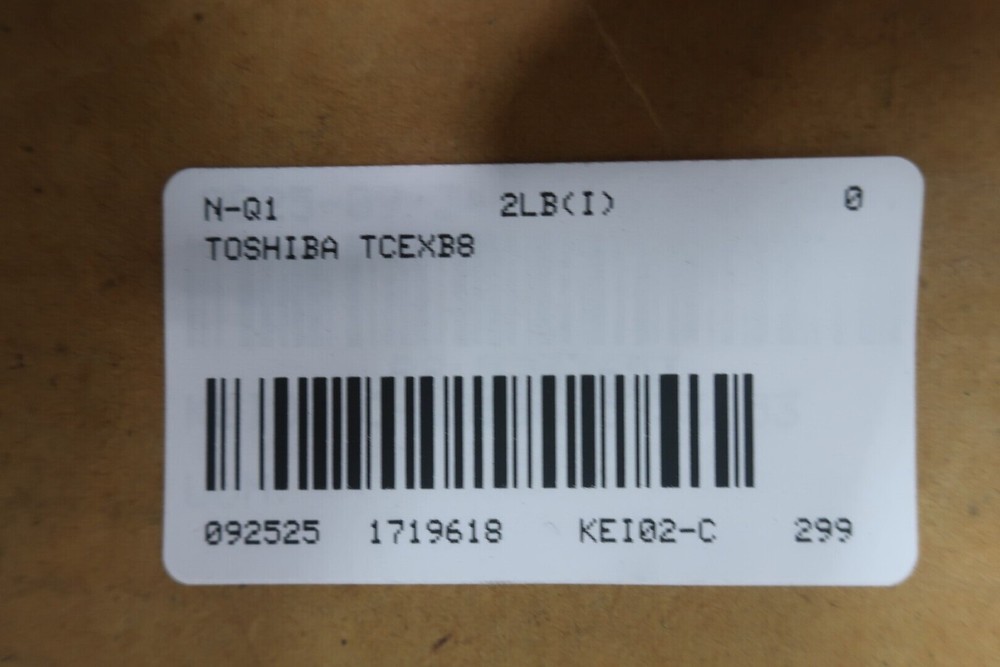 N-Q1 2LB(I) 0
TOSHIBA TCEXB8
092525 1719618 KEI02-C 299